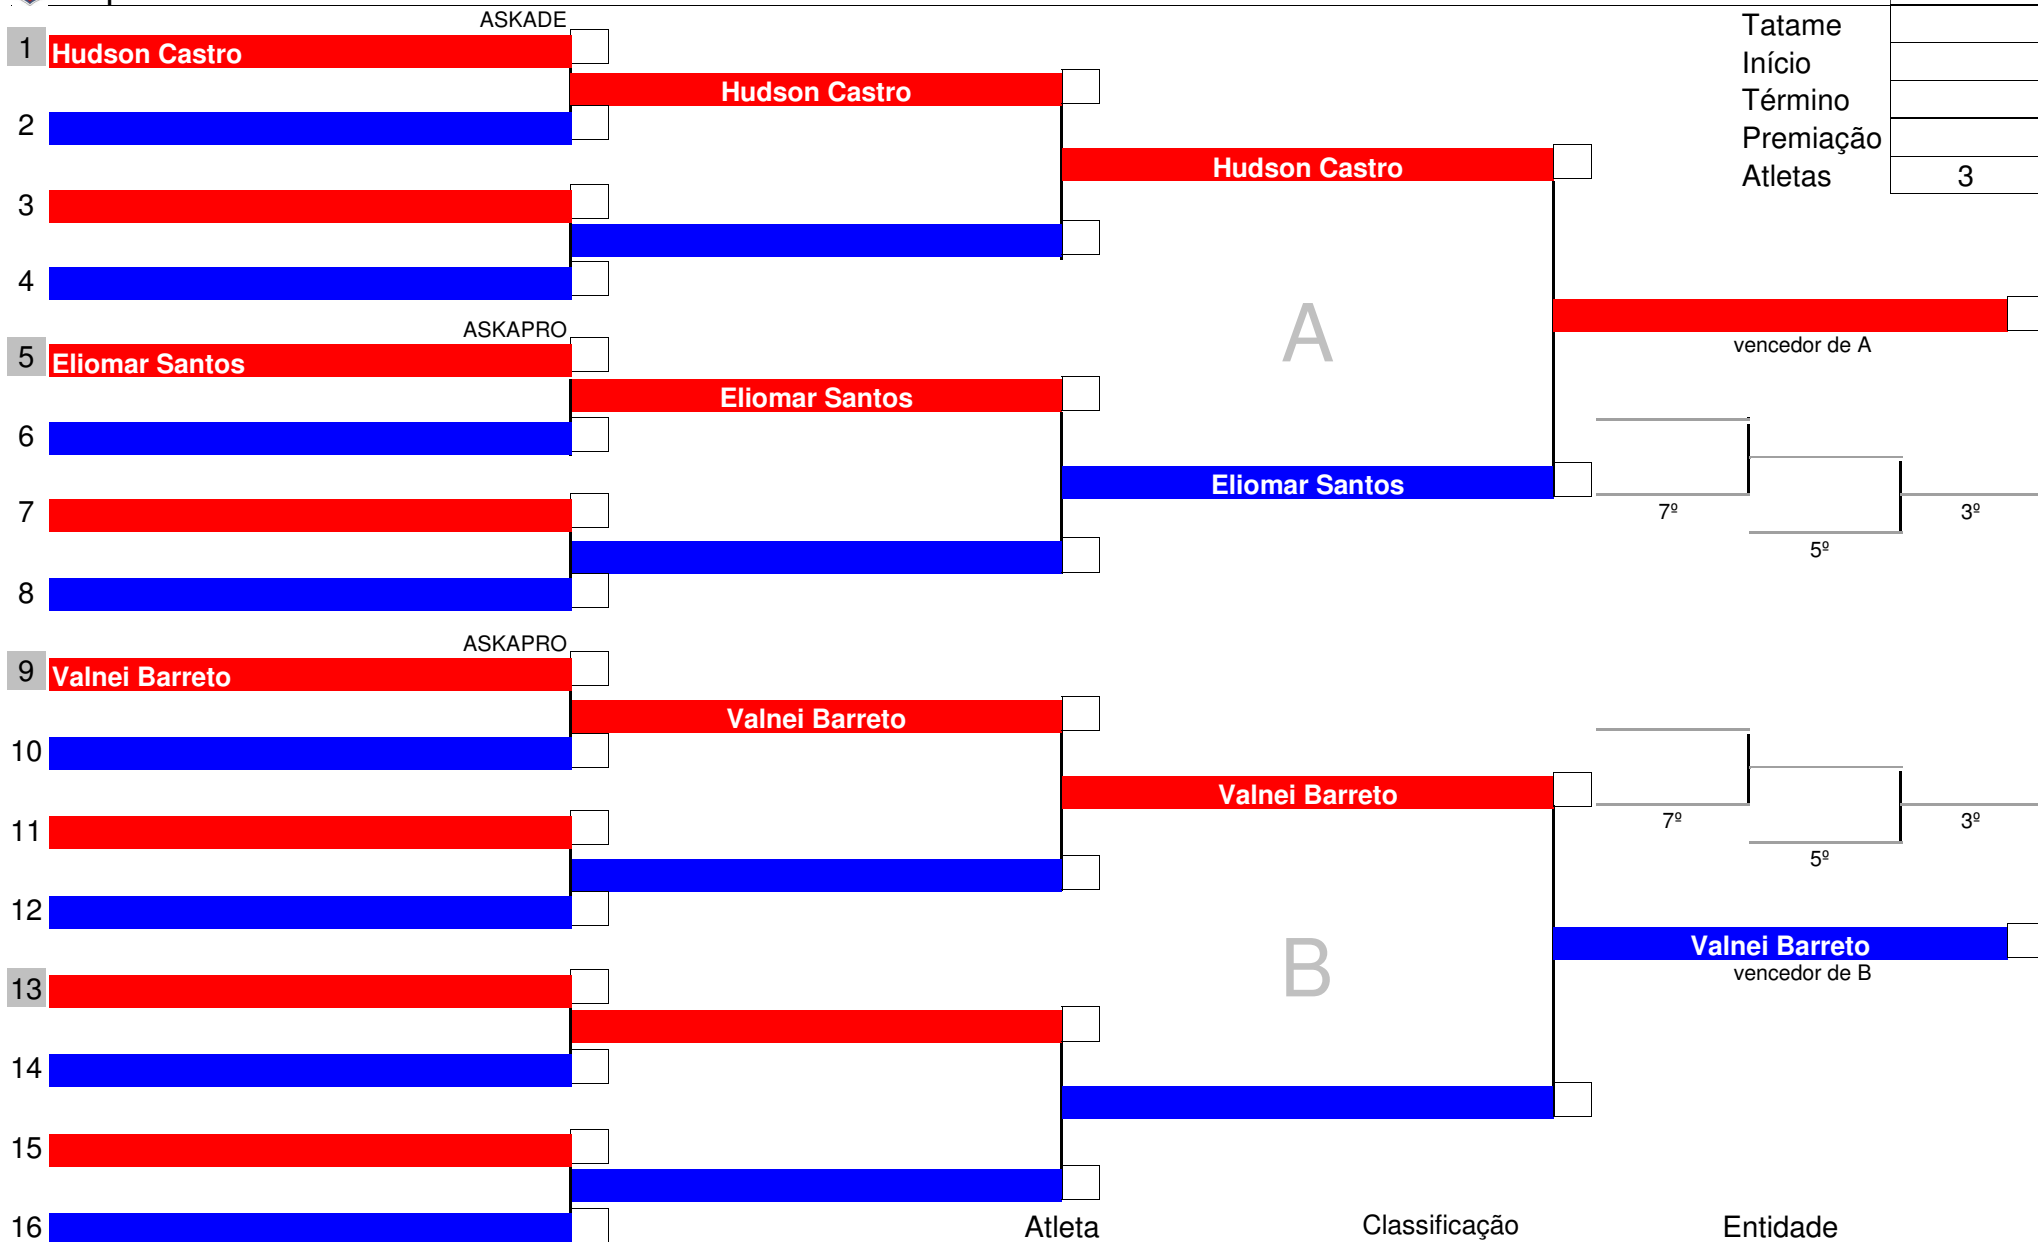 ASKADE
Tatame
1 Hudson Castro
Início
Hudson Castro
Término
2
Premiação
Hudson Castro
Atletas 3
3
4
A
ASKAPRO
vencedor de A
5 Eliomar Santos
Eliomar Santos
6
Eliomar Santos
7
7º 3º
5º
8
ASKAPRO
9 Valnei Barreto
Valnei Barreto
10
Valnei Barreto
11
7º 3º
5º
12
Valnei Barreto
B
vencedor de B
13
14
15
16
Atleta Classificação Entidade